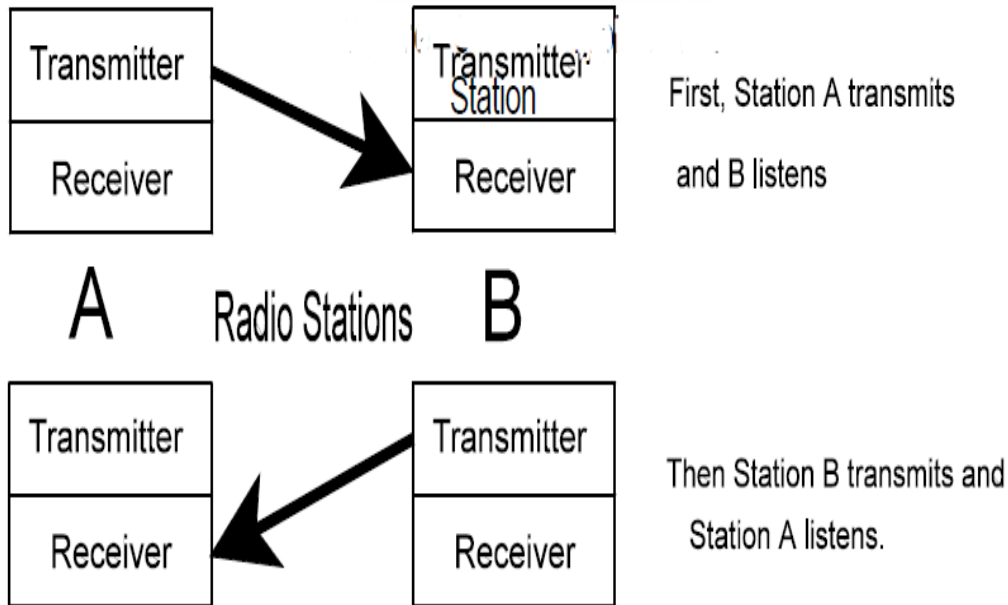 Transmitter
Transmitter
Station
First, Station A transmits
Receiver
Receiver
and B listens
A
Radio Stations
B
Transmitter
Transmitter
Then Station B transmits and
Station A listens.
Receiver
Receiver